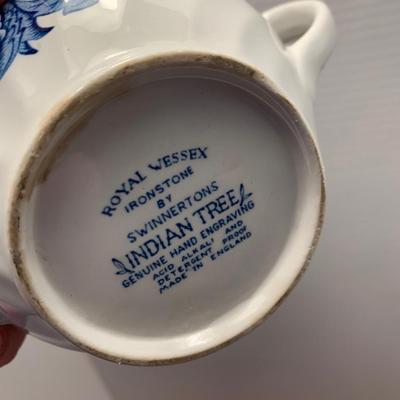 ROYAL WESSEX
IRONSTONE
BY
SWINNERTONS
INDIAN TREE
GENUINE HAND ENGRAVING
ACID ALKALI AND
DETERGENT PROOF
MADE IN ENGLAND